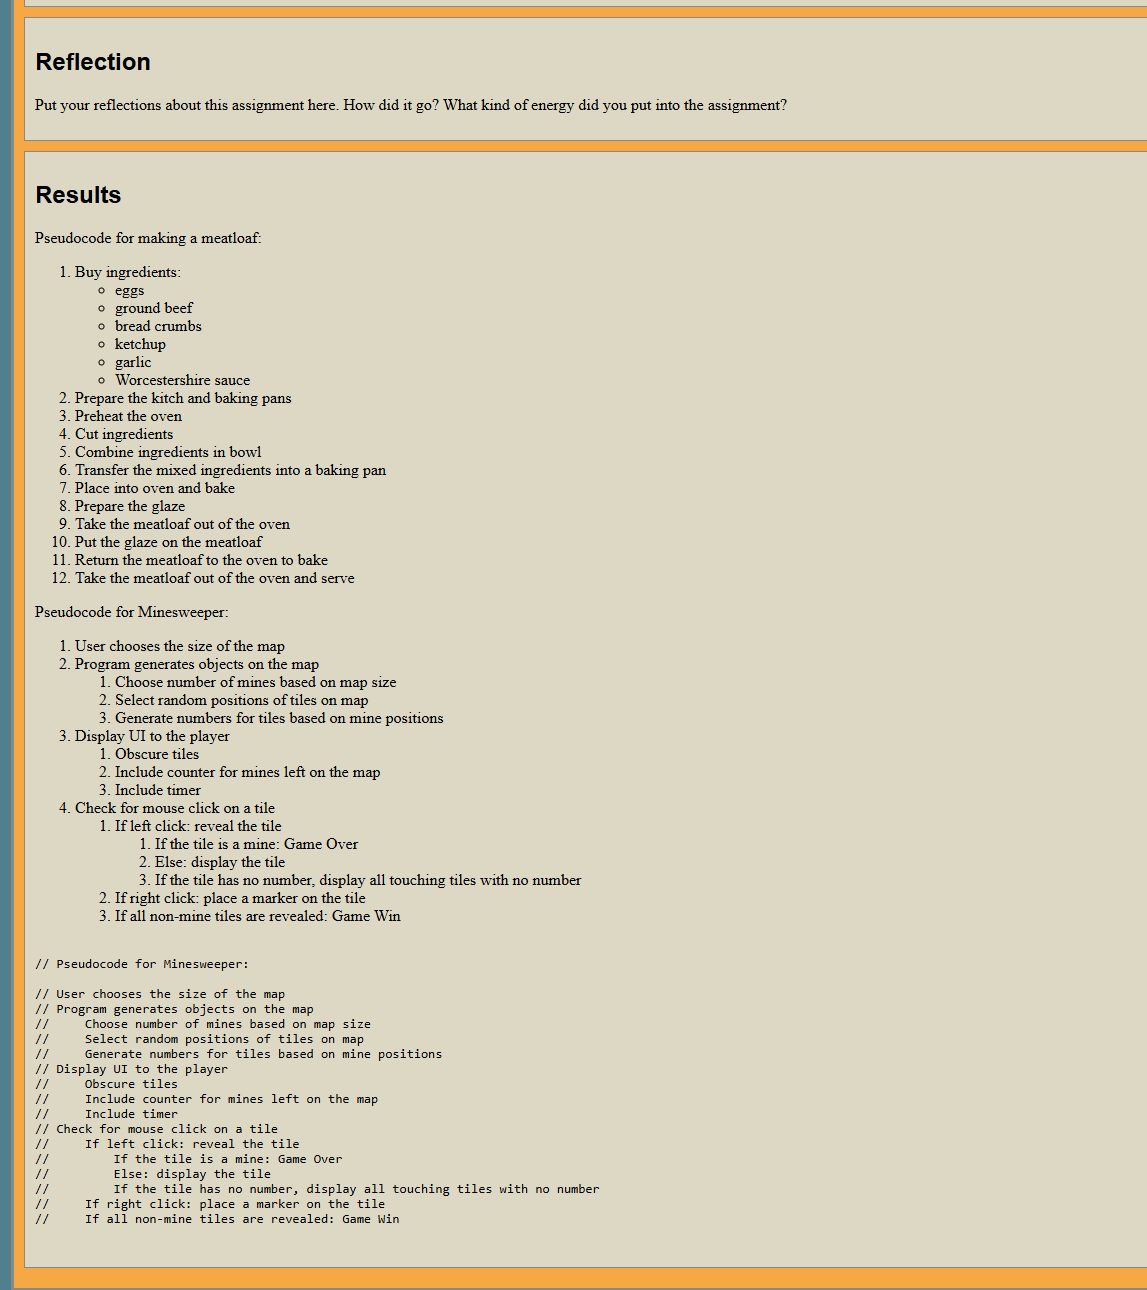 Reflection
Put your reflections about this assignment here. How did it go? What kind of energy did you put into the assignment?
Results
Pseudocode for making a meatloaf:
1. Buy ingredients:
eggs
ground beef
bread crumbs
ketchup
garlic
Worcestershire sauce
2. Prepare the kitch and baking pans
3. Preheat the oven
4. Cut ingredients
5. Combine ingredients in bowl
6. Transfer the mixed ingredients into a baking pan
7. Place into oven and bake
8. Prepare the glaze
9. Take the meatloaf out of the oven
10. Put the glaze on the meatloaf
11. Return the meatloaf to the oven to bake
12. Take the meatloaf out of the oven and serve
Pseudocode for Minesweeper:
1. User chooses the size of the map
2. Program generates objects on the map
1. Choose number of mines based on map size
2. Select random positions of tiles on map
3. Generate numbers for tiles based on mine positions
3. Display UI to the player
1. Obscure tiles
2. Include counter for mines left on the map
3. Include timer
4. Check for mouse click on a tile
1. If left click: reveal the tile
1. If the tile is a mine: Game Over
2. Else: display the tile
3. If the tile has no number, display all touching tiles with no number
2. If right click: place a marker on the tile
3. If all non-mine tiles are revealed: Game Win
// Pseudocode for Minesweeper:
// User chooses the size of the map
// Program generates objects on the map
//     Choose number of mines based on map size
//     Select random positions of tiles on map
//     Generate numbers for tiles based on mine positions
// Display UI to the player
//     Obscure tiles
//     Include counter for mines left on the map
//     Include timer
// Check for mouse click on a tile
//     If left click: reveal the tile
//         If the tile is a mine: Game Over
//         Else: display the tile
//         If the tile has no number, display all touching tiles with no number
//     If right click: place a marker on the tile
//     If all non-mine tiles are revealed: Game Win